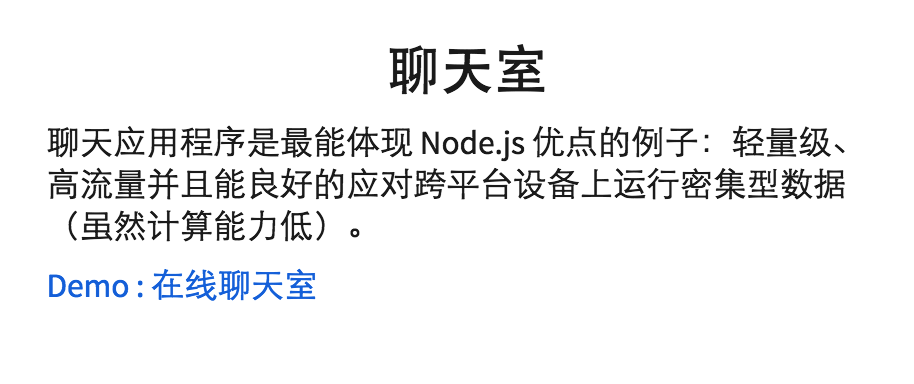 聊天室
聊天应用程序是最能体现 Node.js 优点的例子：轻量级、
高流量并且能良好的应对跨平台设备上运行密集型数据
（虽然计算能力低）。
Demo : 在线聊天室